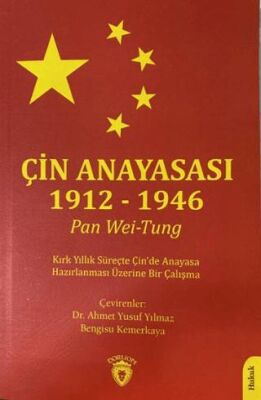 ÇİN ANAYASASI
1912 - 1946
Pan Wei-Tung
Kırk Yıllık Süreçte Çin'de Anayasa
Hazırlanması Üzerine Bir Çalışma
Çevirenler:
Dr. Ahmet Yusuf Yılmaz
Bengisu Kemerkaya
DORLION
Hukuk